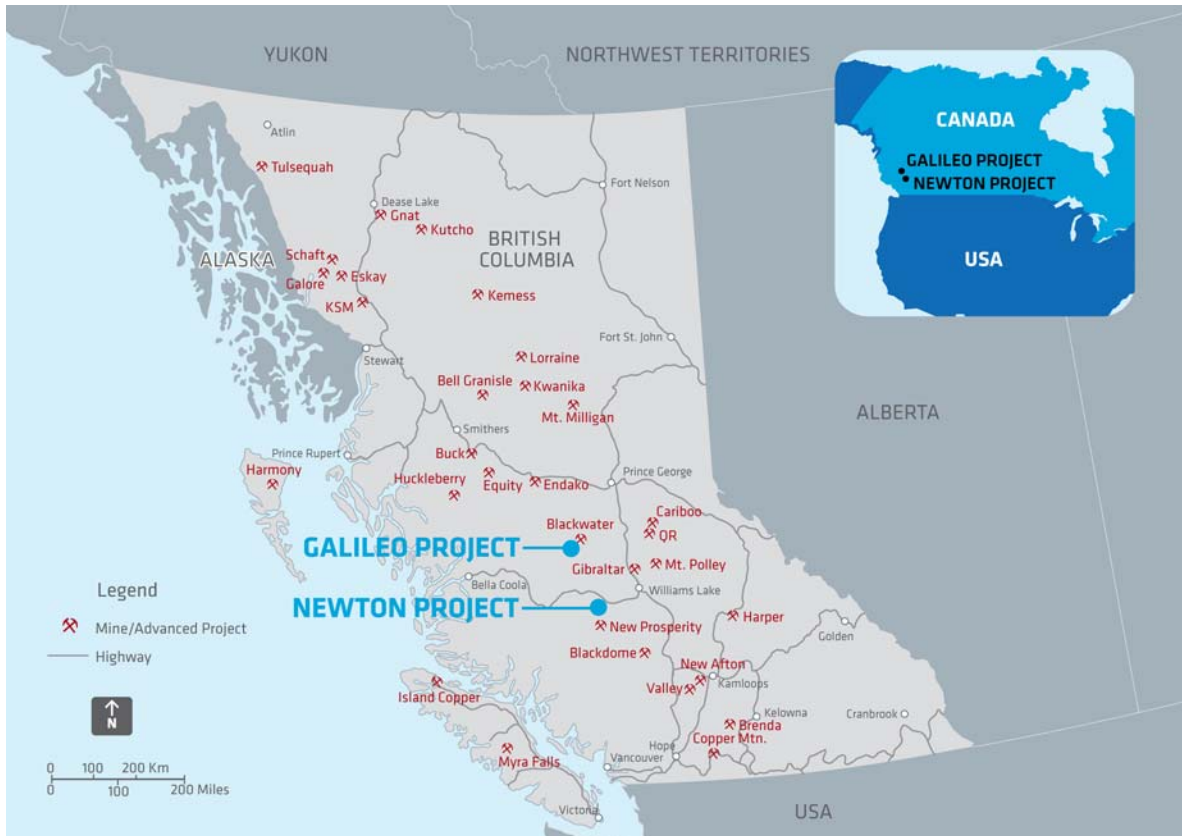 YUKON
NORTHWEST TERRITORIES
CANADA
GALILEO PROJECT
NEWTON PROJECT
USA
Atlin
Tulsequah
Fort Nelson
Dease Lake
Gnat
Kutcho
BRITISH
COLUMBIA
ALASKA
Schaft
Galore
Eskay
KSM
Kemess
Fort St. John
Stewart
Lorraine
Bell Granisle
Kwanika
Mt. Milligan
ALBERTA
Smithers
Prince Rupert
Buck
Harmony
Huckleberry
Equity
Endako
Prince George
Blackwater
Cariboo
QR
GALILEO PROJECT
Gibraltar
Mt. Polley
Bella Coola
Williams Lake
NEWTON PROJECT
New Prosperity
Harper
Golden
Blackdome
New Afton
Valley
Kamloops
Island Copper
Kelowna
Cranbrook
Brenda
Copper Mtn.
Hope
Vancouver
Myra Falls
Victoria
USA
Legend
Mine/Advanced Project
Highway
N
0 100 200 Km
0 100 200 Miles